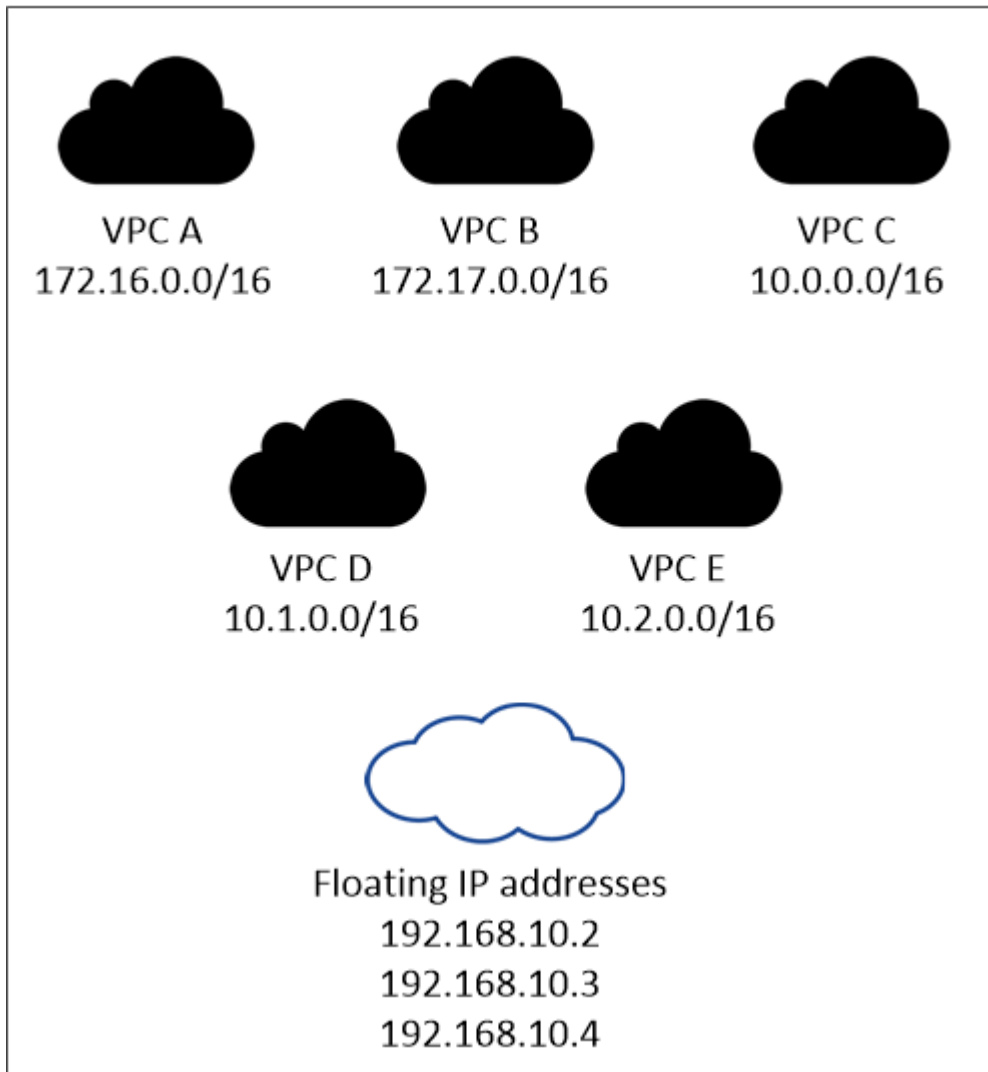 VPC A
172.16.0.0/16
VPC B
172.17.0.0/16
VPC C
10.0.0.0/16
VPC D
10.1.0.0/16
VPC E
10.2.0.0/16
Floating IP addresses
192.168.10.2
192.168.10.3
192.168.10.4